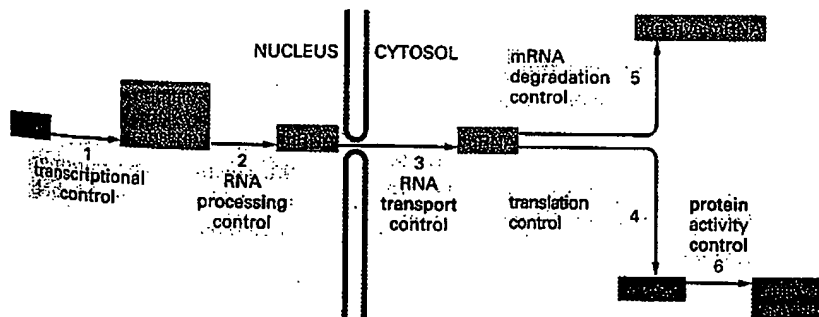 NUCLEUS
CYTOSOL
mRNA
degradation
control
5
1
transcriptional
control
2
RNA
processing
control
3
RNA
transport
control
translation
control
4
protein
activity
control
6